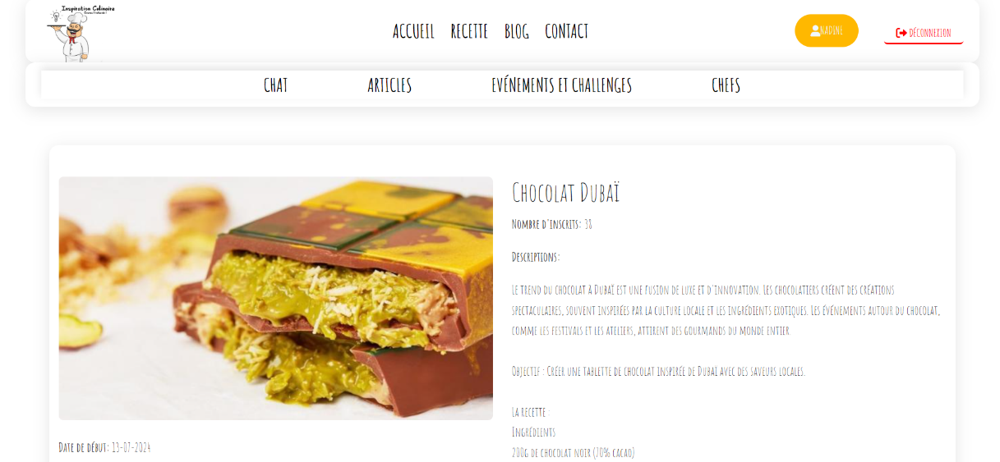 Inspiration Culinaire
NADINE
DÉCONNEXION
ACCUEIL RECETTE BLOG CONTACT
CHAT ARTICLES EVÉNEMENTS ET CHALLENGES CHEFS
Chocolat Dubaï
Nombre d'inscrits: 38
Descriptions:
Le trend du chocolat à Dubaï est une fusion de luxe et d'innovation. Les chocolatiers créent des créations
spectaculaires, souvent inspirées par la culture locale et les ingrédients exotiques. Les événements autour du chocolat,
comme les festivals et les ateliers, attirent des gourmands du monde entier.
Objectif : Créer une tablette de chocolat inspirée de Dubaï avec des saveurs locales.
La recette :
Ingrédients
200g de chocolat noir (70% cacao)
Date de début: 13-07-2024